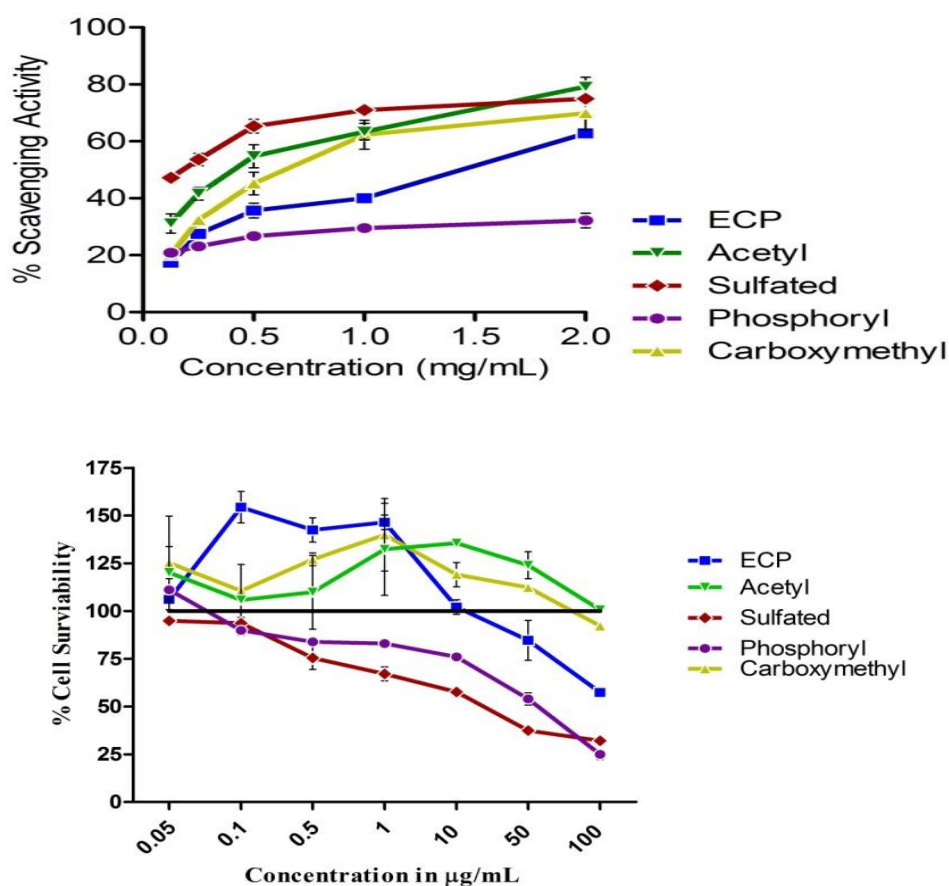 % Scavenging Activity
100
80
60
40
20
0
0.0 0.5 1.0 1.5 2.0
Concentration (mg/mL)
ECP
Acetyl
Sulfated
Phosphoryl
Carboxymethyl
% Cell Surviability
175
150
125
100
75
50
25
0
0.05 0.1 0.5 1 10 50 100
Concentration in µg/mL
ECP
Acetyl
Sulfated
Phosphoryl
Carboxymethyl